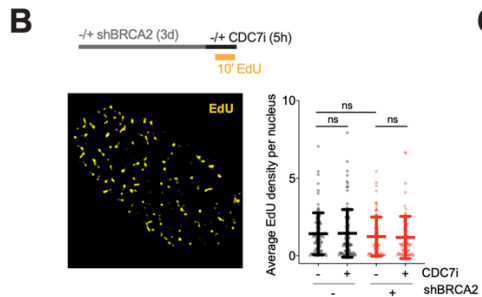 B
-/+ shBRCA2 (3d)
-/+ CDC7i (5h)
10' EdU
EdU
Average EdU density per nucleus
10
5
0
ns
ns
ns
- + - + CDC7i
- + shBRCA2